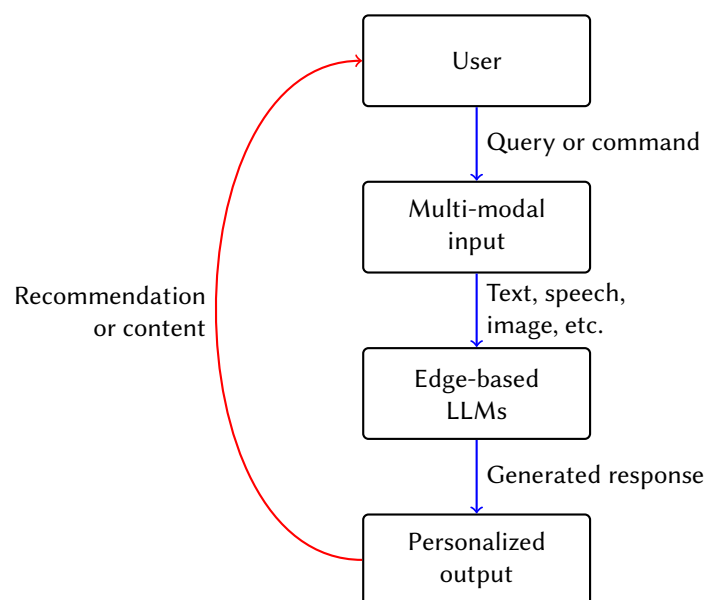 User
Query or command
Multi-modal
input
Text, speech,
image, etc.
Recommendation
or content
Edge-based
LLMs
Generated response
Personalized
output